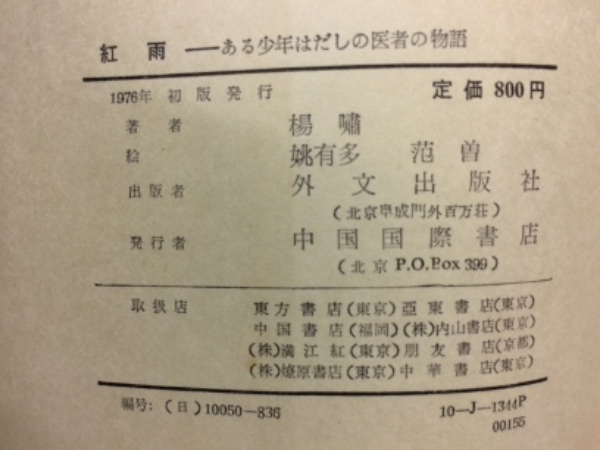 紅雨——ある少年はだしの医者の物語
1976年 初版発行 定価 800円
著者 楊嘯
絵 姚有多 范曽
出版者 外文出版社
(北京阜成門外百万荘)
発行者 中国国際書店
(北京 P.O.Box 399)
取扱店 東方書店(東京) 亞東書店(東京)
中国書店(福岡) (株)内山書店(東京)
(株)満江紅(東京) 朋友書店(京都)
(株)燎原書店(東京) 中華書店(東京)
編号: (日) 10050-836 10-J-1344P
00155